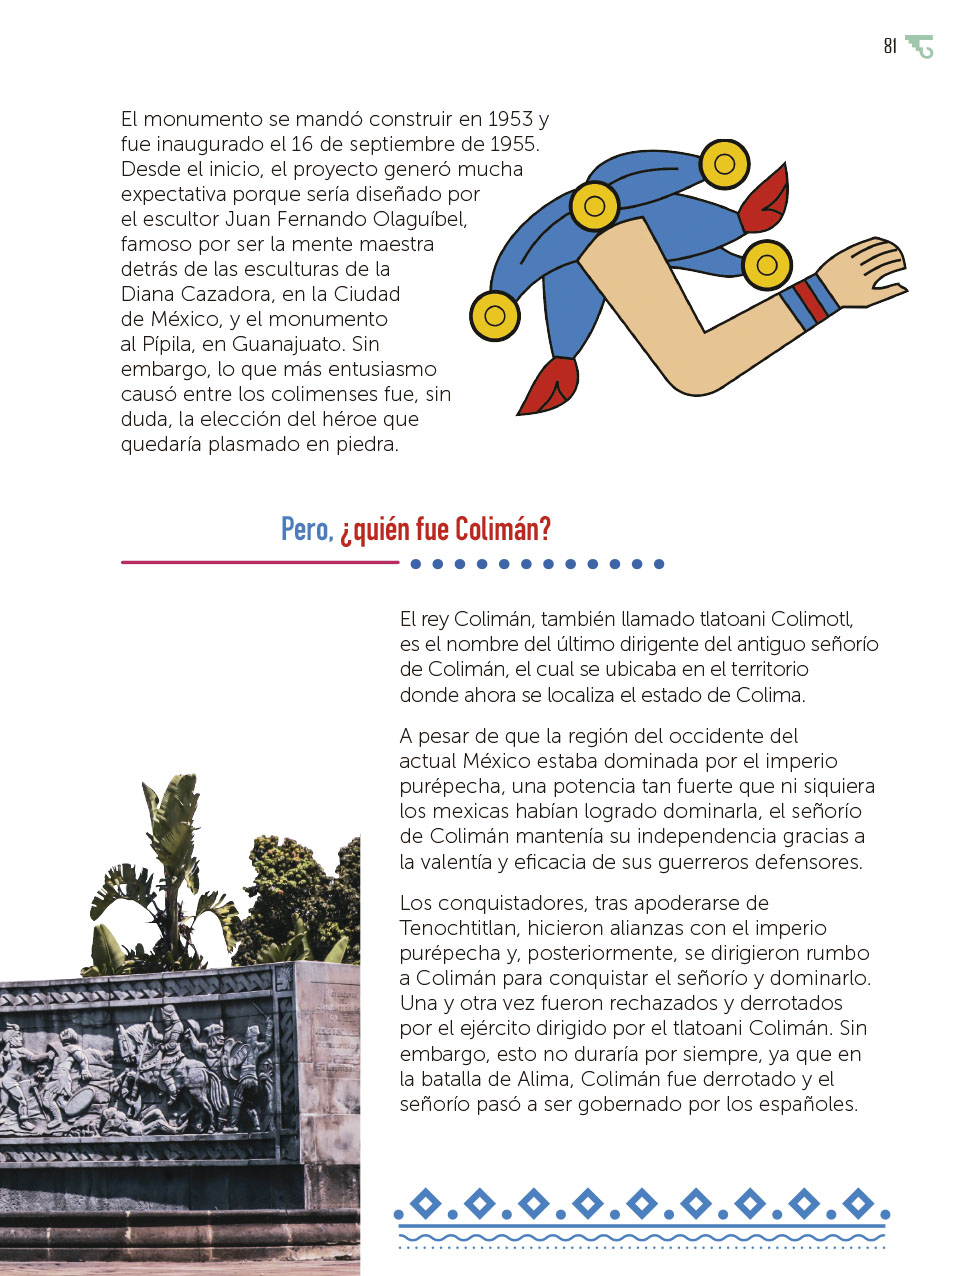 81
El monumento se mandó construir en 1953 y
fue inaugurado el 16 de septiembre de 1955.
Desde el inicio, el proyecto generó mucha
expectativa porque sería diseñado por
el escultor Juan Fernando Olaguíbel,
famoso por ser la mente maestra
detrás de las esculturas de la
Diana Cazadora, en la Ciudad
de México, y el monumento
al Pípila, en Guanajuato. Sin
embargo, lo que más entusiasmo
causó entre los colimenses fue, sin
duda, la elección del héroe que
quedaría plasmado en piedra.
Pero, ¿quién fue Colimán?
El rey Colimán, también llamado tlatoani Colimotl,
es el nombre del último dirigente del antiguo señorío
de Colimán, el cual se ubicaba en el territorio
donde ahora se localiza el estado de Colima.
A pesar de que la región del occidente del
actual México estaba dominada por el imperio
purépecha, una potencia tan fuerte que ni siquiera
los mexicas habían logrado dominarla, el señorío
de Colimán mantenía su independencia gracias a
la valentía y eficacia de sus guerreros defensores.
Los conquistadores, tras apoderarse de
Tenochtitlan, hicieron alianzas con el imperio
purépecha y, posteriormente, se dirigieron rumbo
a Colimán para conquistar el señorío y dominarlo.
Una y otra vez fueron rechazados y derrotados
por el ejército dirigido por el tlatoani Colimán. Sin
embargo, esto no duraría por siempre, ya que en
la batalla de Alima, Colimán fue derrotado y el
señorío pasó a ser gobernado por los españoles.